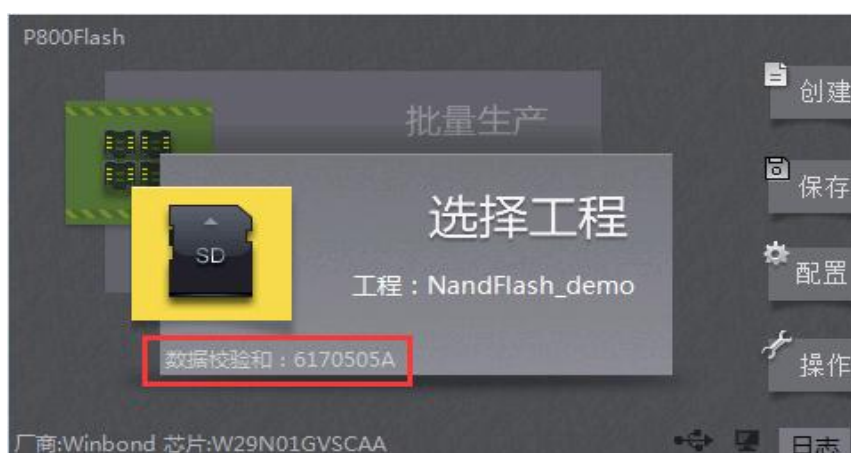 P800Flash
批量生产
创建
SD
选择工程
保存
工程：NandFlash_demo
配置
数据校验和：6170505A
操作
厂商:Winbond 芯片:W29N01GVSCAA
日志